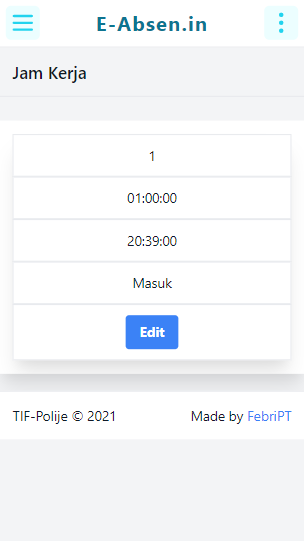 E-Absen.in
Jam Kerja
1
01:00:00
20:39:00
Masuk
Edit
TIF-Polije © 2021 Made by FebriPT